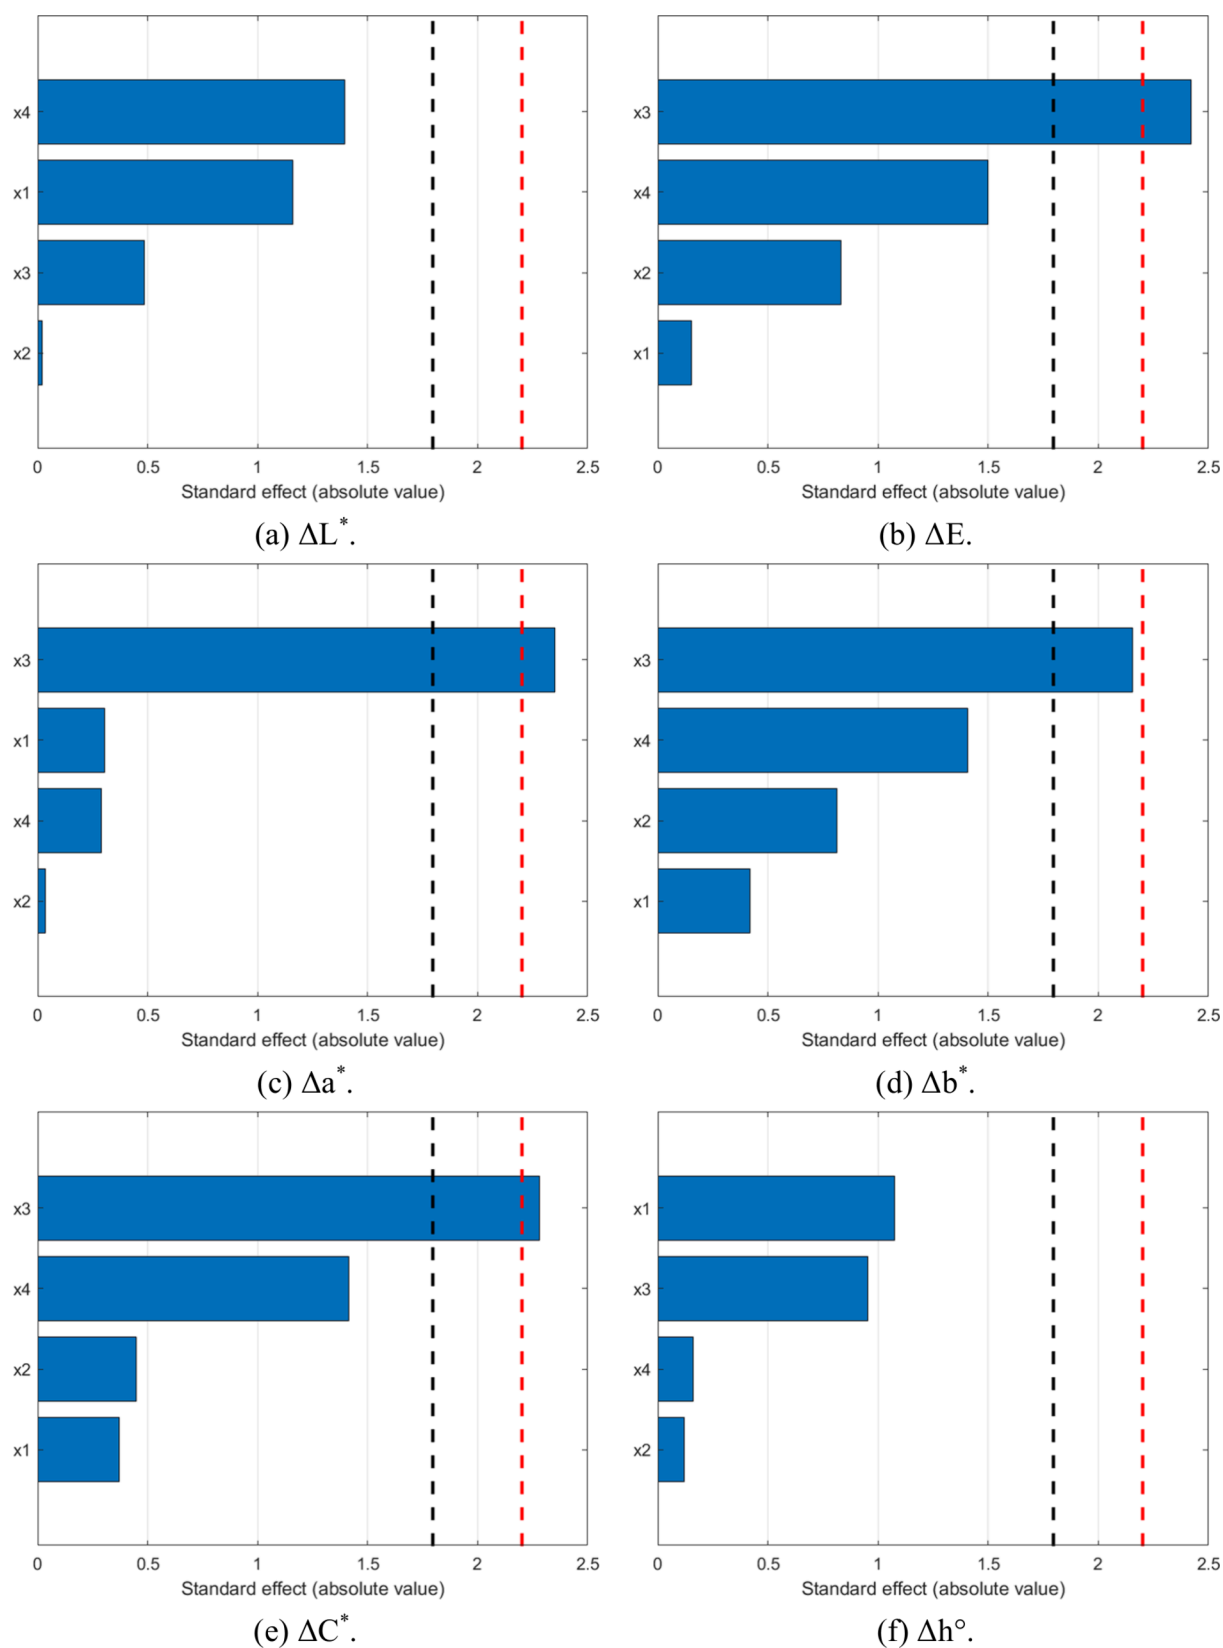 x4
x1
x3
x2
0 0.5 1 1.5 2 2.5
Standard effect (absolute value)
(a) ΔL*.
x3
x4
x2
x1
0 0.5 1 1.5 2 2.5
Standard effect (absolute value)
(b) ΔE.
x3
x1
x4
x2
0 0.5 1 1.5 2 2.5
Standard effect (absolute value)
(c) Δa*.
x3
x4
x2
x1
0 0.5 1 1.5 2 2.5
Standard effect (absolute value)
(d) Δb*.
x3
x4
x2
x1
0 0.5 1 1.5 2 2.5
Standard effect (absolute value)
(e) ΔC*.
x1
x3
x4
x2
0 0.5 1 1.5 2 2.5
Standard effect (absolute value)
(f) Δh°.